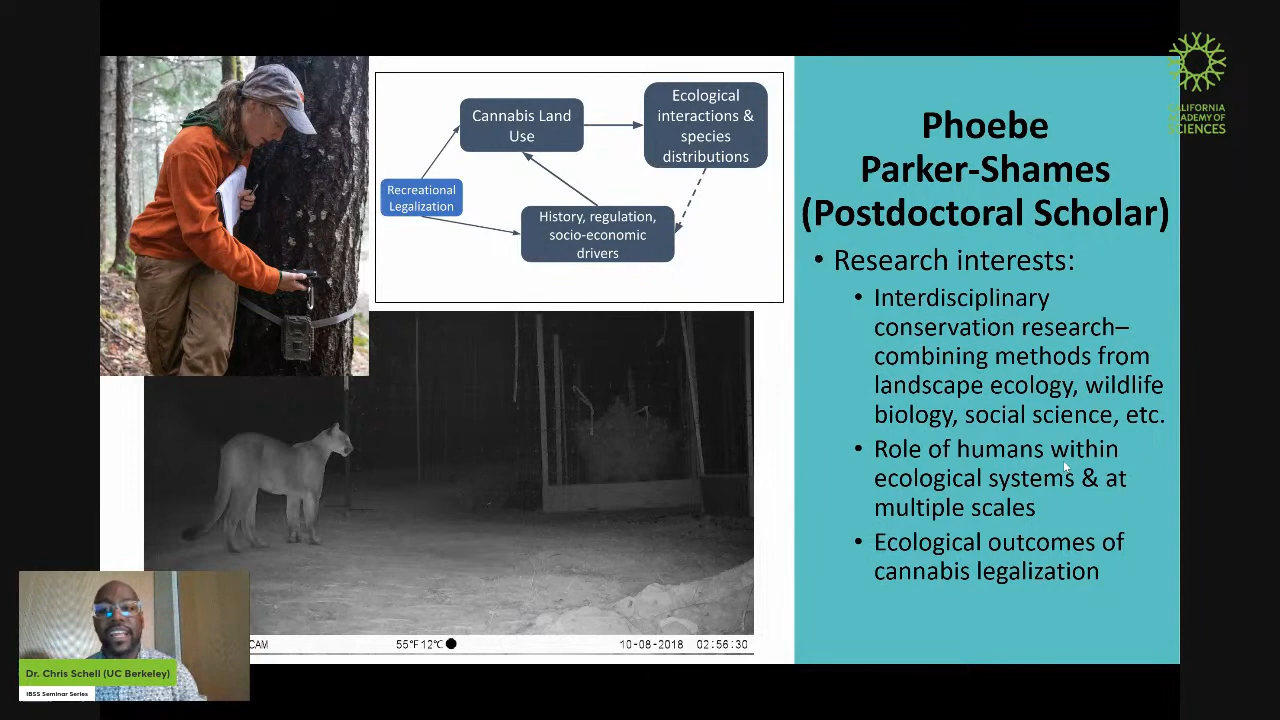 CALIFORNIA
ACADEMY OF
SCIENCES
Cannabis Land
Use
Ecological
interactions &
species
distributions
Recreational
Legalization
History, regulation,
socio-economic
drivers
Phoebe
Parker-Shames
(Postdoctoral Scholar)
• Research interests:
• Interdisciplinary
conservation research–
combining methods from
landscape ecology, wildlife
biology, social science, etc.
• Role of humans within
ecological systems & at
multiple scales
• Ecological outcomes of
cannabis legalization
CAM 55°F 12°C 10-08-2018 02:56:30
Dr. Chris Schell (UC Berkeley)
IBSS Seminar Series